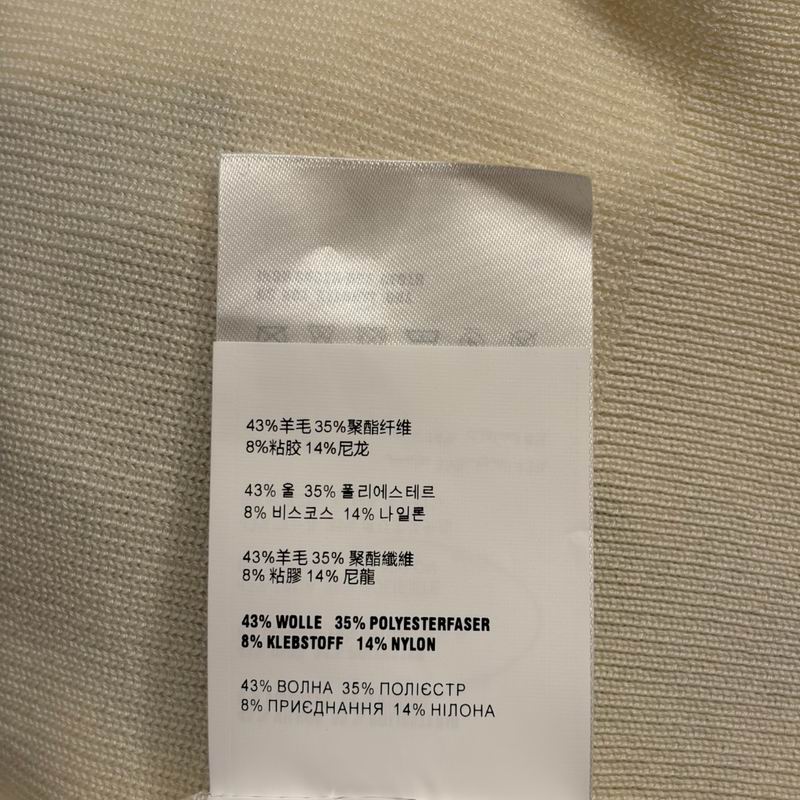 43%羊毛 35%聚酯纤维
8%粘胶 14%尼龙
43% 울 35% 폴리에스테르
8% 비스코스 14% 나일론
43%羊毛 35% 聚酯纖維
8% 粘膠 14% 尼龍
43% WOLLE 35% POLYESTERFASER
8% KLEBSTOFF 14% NYLON
43% ВОЛНА 35% ПОЛІЄСТР
8% ПРИЄДНАННЯ 14% НІЛОНА